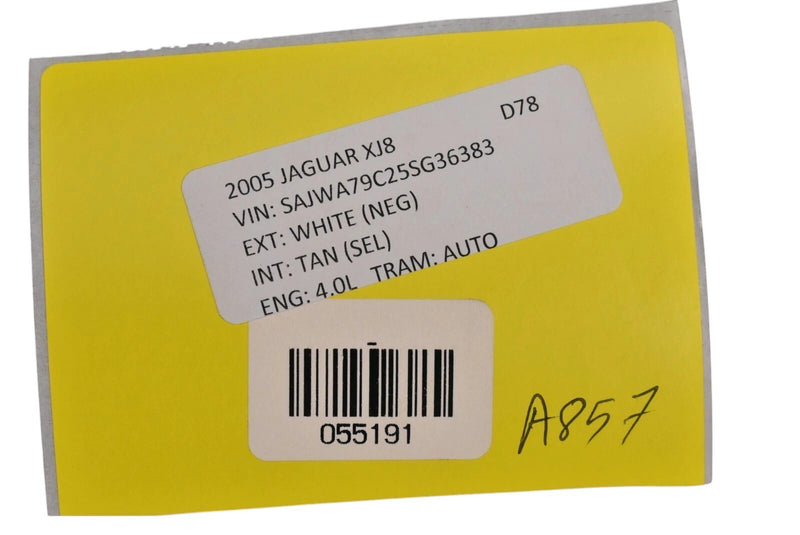 2005 JAGUAR XJ8 D78
VIN: SAJWA79C25SG36383
EXT: WHITE (NEG)
INT: TAN (SEL)
ENG: 4.0L TRAM: AUTO
055191
A857